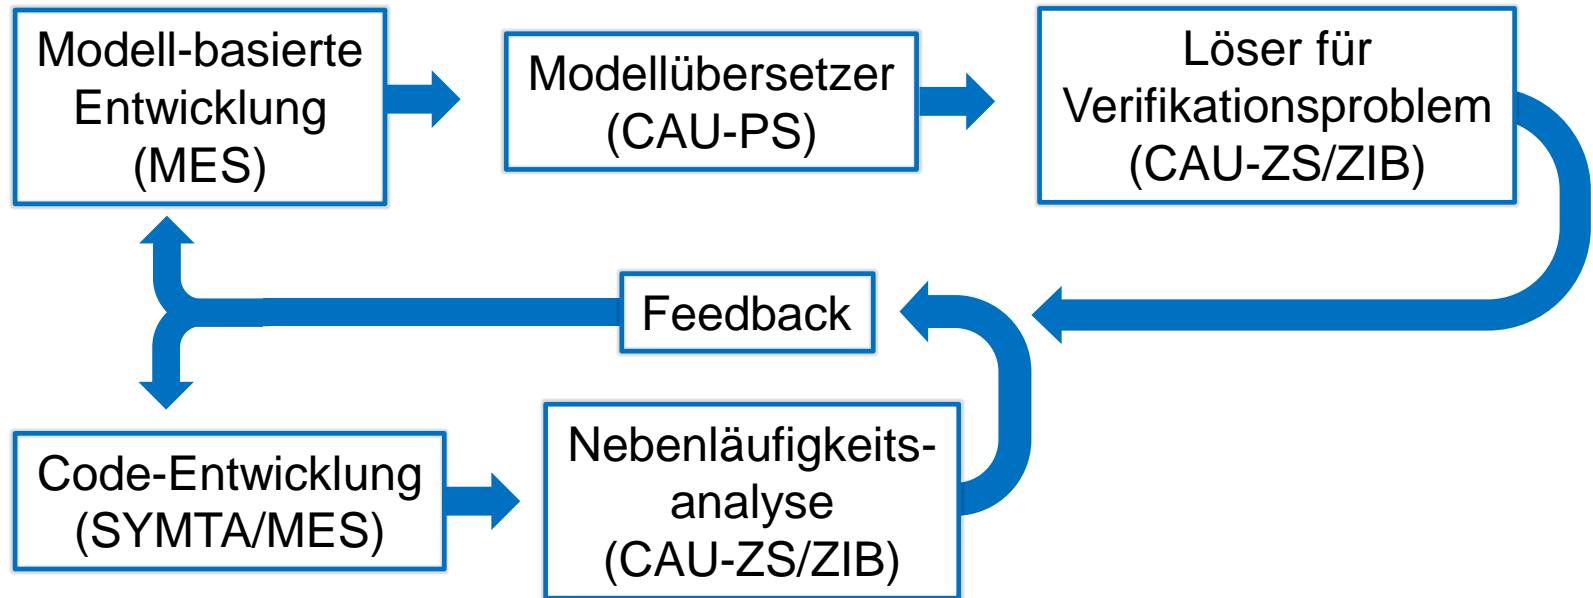 Modell-basierte
Entwicklung
(MES)
Modellübersetzer
(CAU-PS)
Löser für
Verifikationsproblem
(CAU-ZS/ZIB)
Feedback
Code-Entwicklung
(SYMTA/MES)
Nebenläufigkeits-
analyse
(CAU-ZS/ZIB)